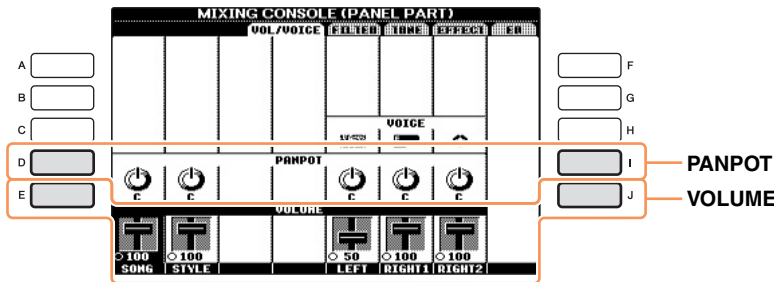 MIXING CONSOLE (PANEL PART)
VOL/VOICE FILTER TONE EFFECT EQ
A F
B G
C VOICE H
D PANPOT I PANPOT
C C C C C
E VOLUME J VOLUME
100 100 50 100 100
SONG STYLE LEFT RIGHT1 RIGHT2